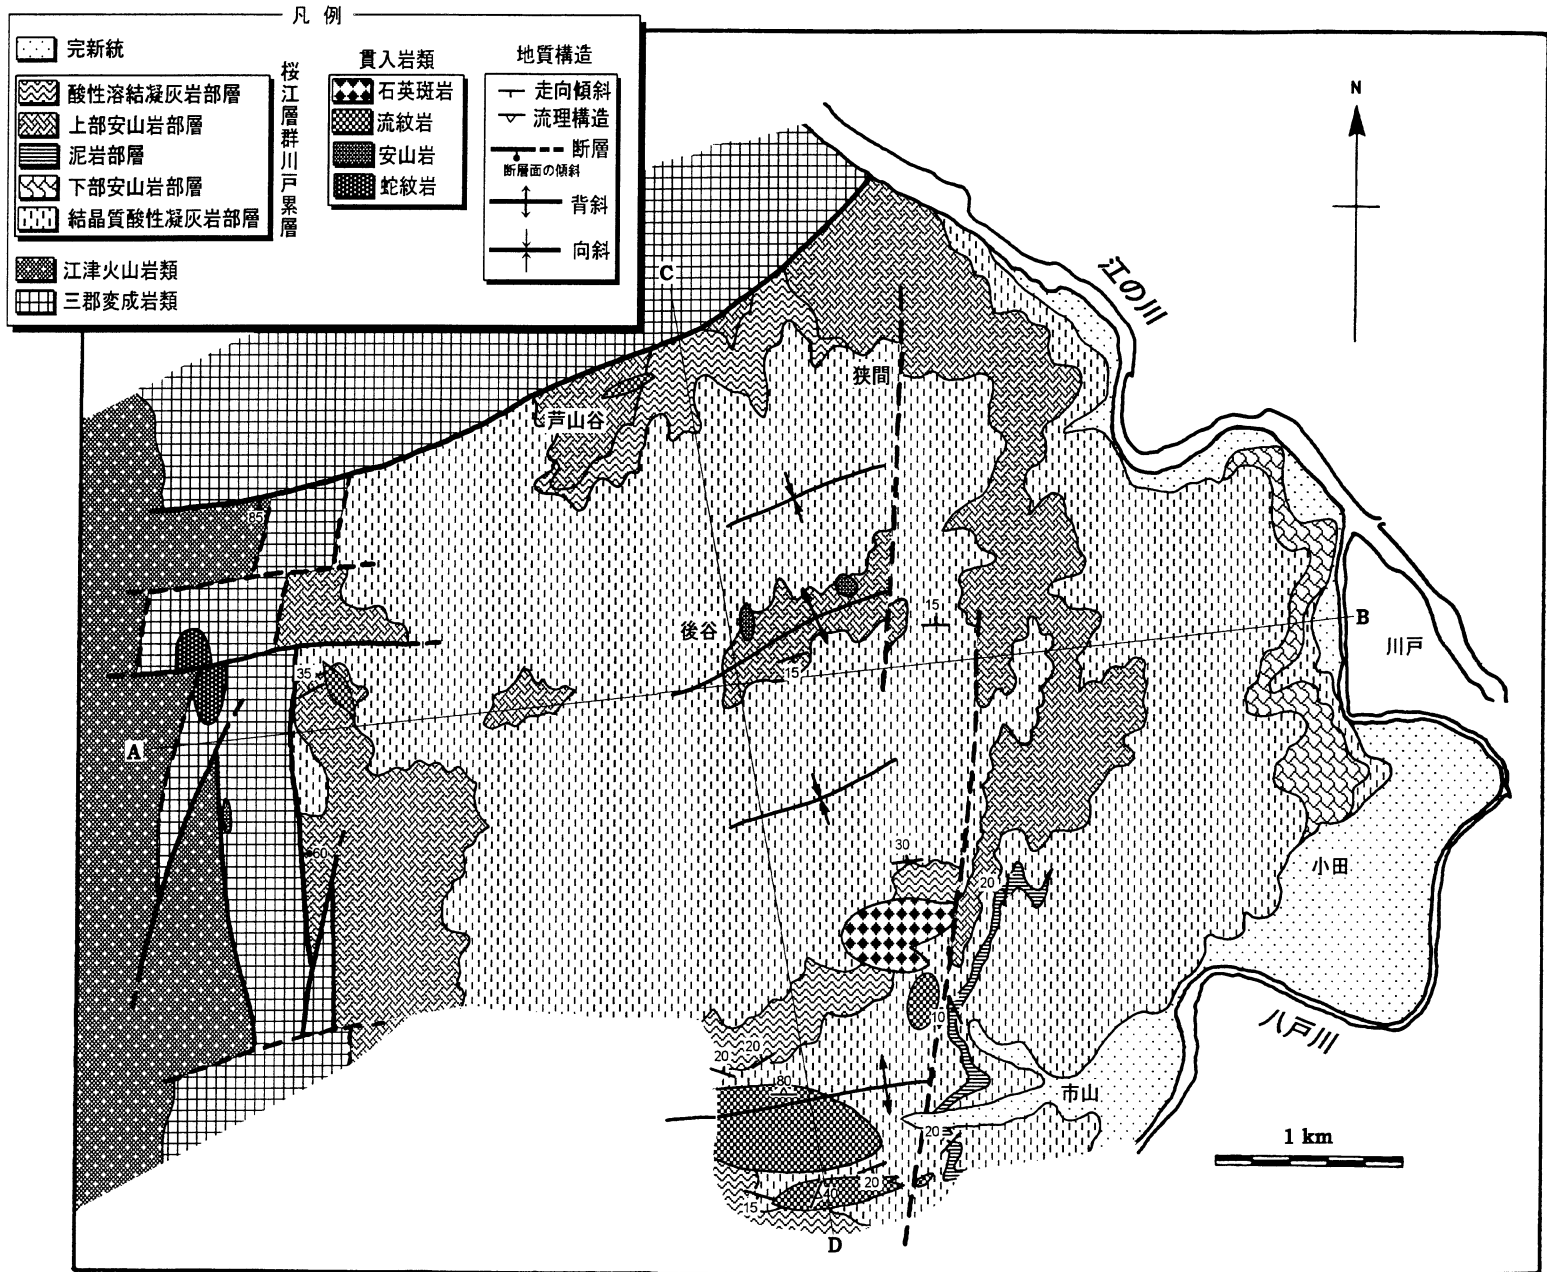 凡例
完新統
酸性溶結凝灰岩部層
上部安山岩部層
泥岩部層
下部安山岩部層
結晶質酸性凝灰岩部層
桜江層群川戸累層
江津火山岩類
三郡変成岩類
貫入岩類
石英斑岩
流紋岩
安山岩
蛇紋岩
地質構造
走向傾斜
流理構造
断層
断層面の傾斜
背斜
向斜
N
C
江の川
狭間
芦山谷
85
後谷
15
B
川戸
15
35
A
60
30
小田
20
10
八戸川
20
20
80
市山
20
1 km
20
40
15
D